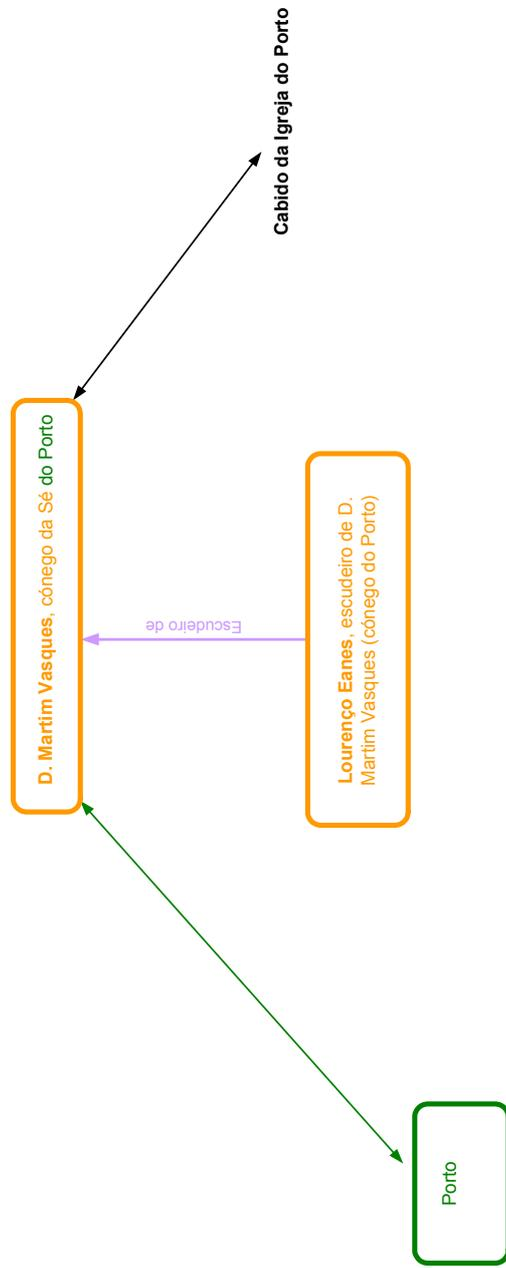 D. Martim Vasques, cónego da Sé do Porto
Cabido da Igreja do Porto
Escudeiro de
Lourenço Eanes, escudeiro de D.
Martim Vasques (cónego do Porto)
Porto